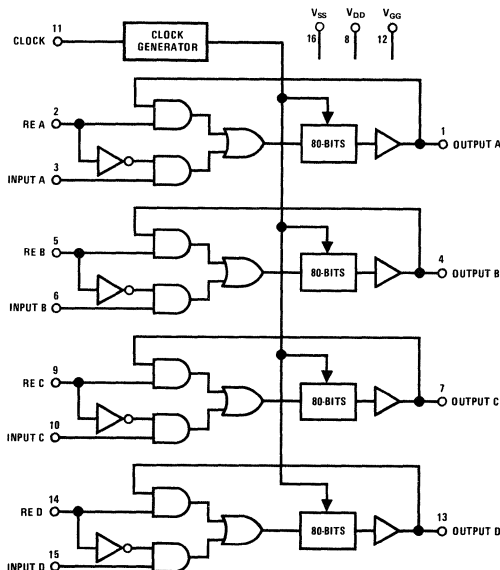 11
CLOCK
CLOCK GENERATOR
VSS
16
VDD
8
VGG
12
2
RE A
3
INPUT A
80-BITS
1
OUTPUT A
5
RE B
6
INPUT B
80-BITS
4
OUTPUT B
9
RE C
10
INPUT C
80-BITS
7
OUTPUT C
14
RE D
15
INPUT D
80-BITS
13
OUTPUT D